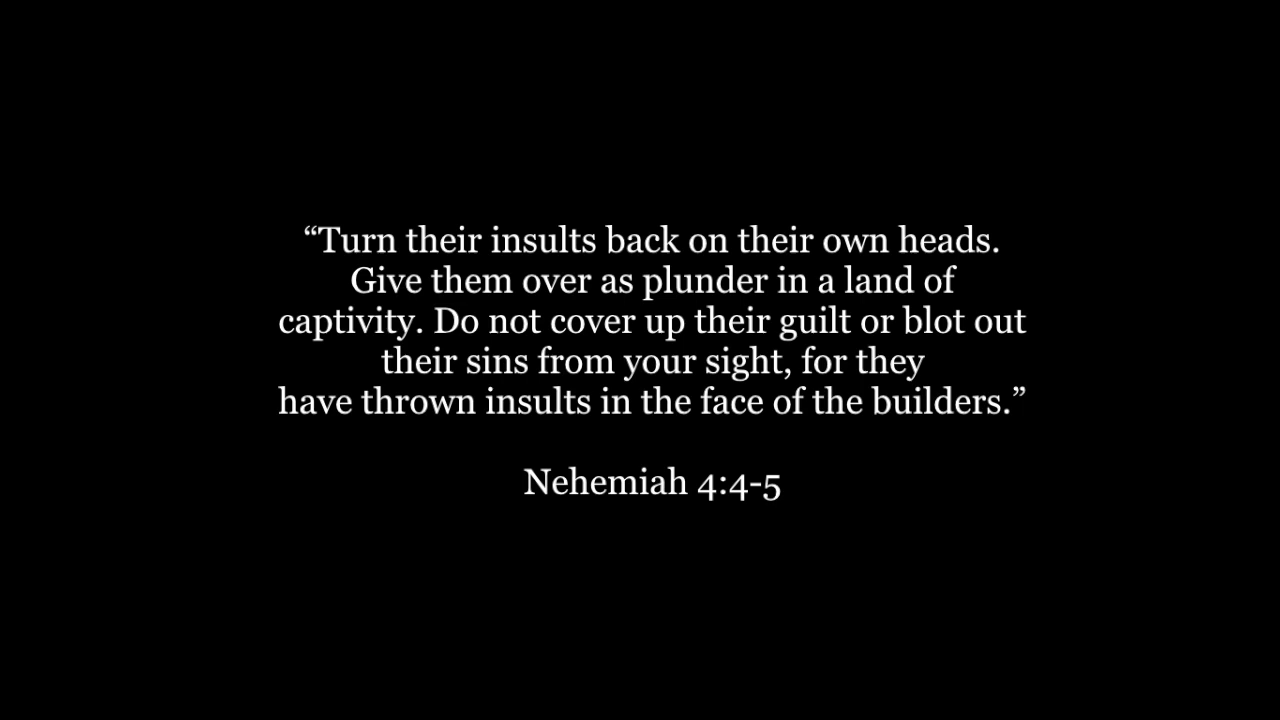 “Turn their insults back on their own heads.
Give them over as plunder in a land of
captivity. Do not cover up their guilt or blot out
their sins from your sight, for they
have thrown insults in the face of the builders.”
Nehemiah 4:4-5